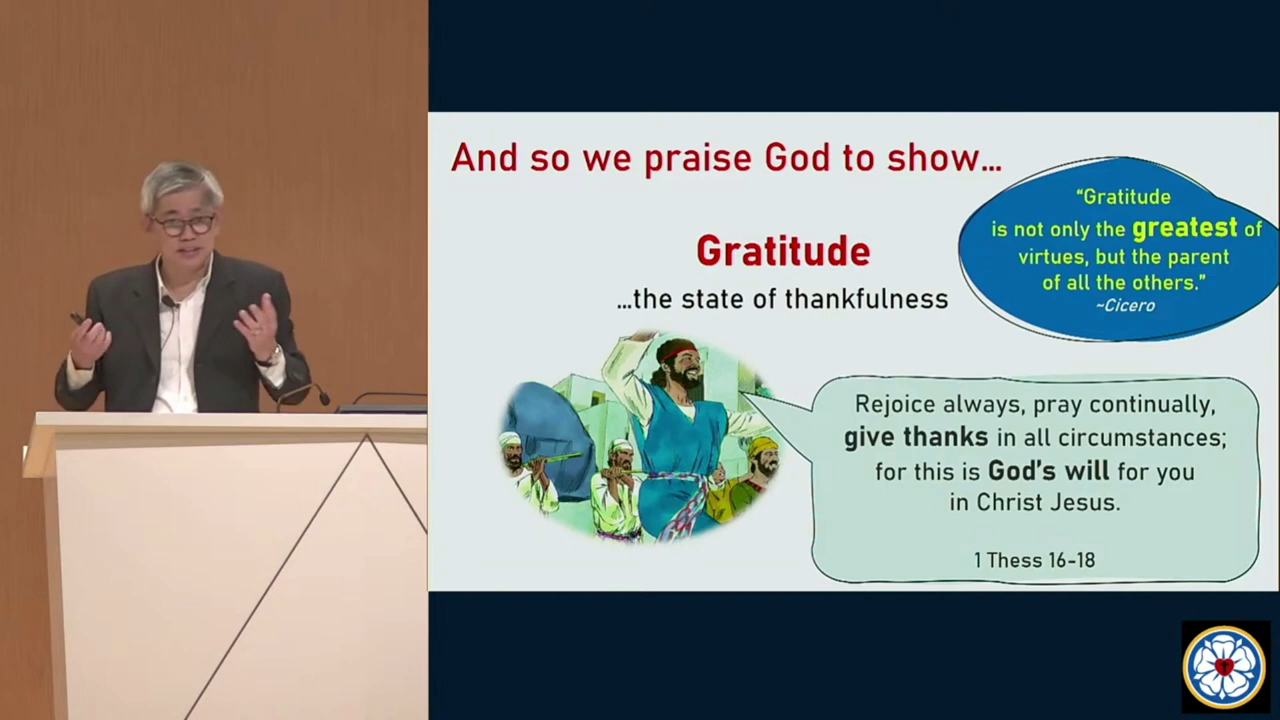 And so we praise God to show…
Gratitude
…the state of thankfulness
“Gratitude
is not only the greatest of
virtues, but the parent
of all the others.”
~Cicero
Rejoice always, pray continually,
give thanks in all circumstances;
for this is God’s will for you
in Christ Jesus.
1 Thess 16-18